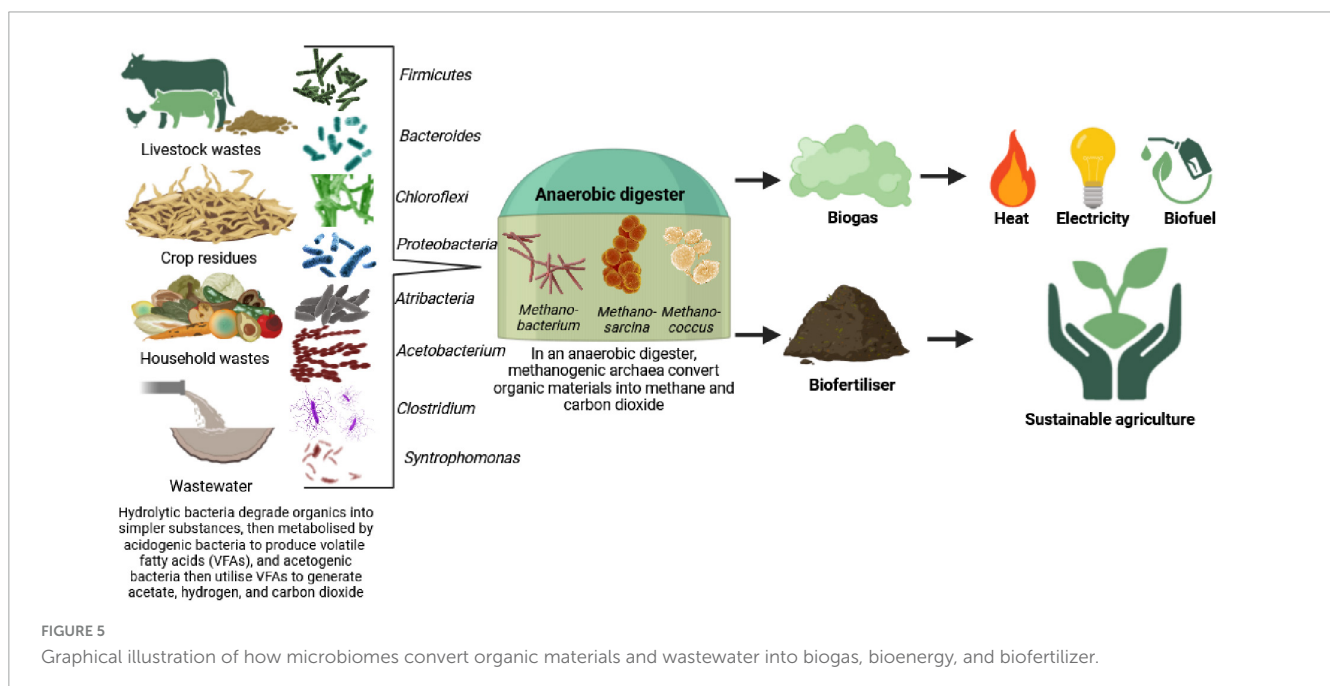 Livestock wastes
Crop residues
Household wastes
Wastewater
Hydrolytic bacteria degrade organics into
simpler substances, then metabolised by
acidogenic bacteria to produce volatile
fatty acids (VFAs), and acetogenic
bacteria then utilise VFAs to generate
acetate, hydrogen, and carbon dioxide
Firmicutes
Bacteroides
Chloroflexi
Proteobacteria
Atribacteria
Acetobacterium
Clostridium
Syntrophomonas
Anaerobic digester
Methano-
bacterium
Methano-
sarcina
Methano-
coccus
In an anaerobic digester,
methanogenic archaea convert
organic materials into methane and
carbon dioxide
Biogas
Heat
Electricity
Biofuel
Biofertiliser
Sustainable agriculture
FIGURE 5
Graphical illustration of how microbiomes convert organic materials and wastewater into biogas, bioenergy, and biofertilizer.